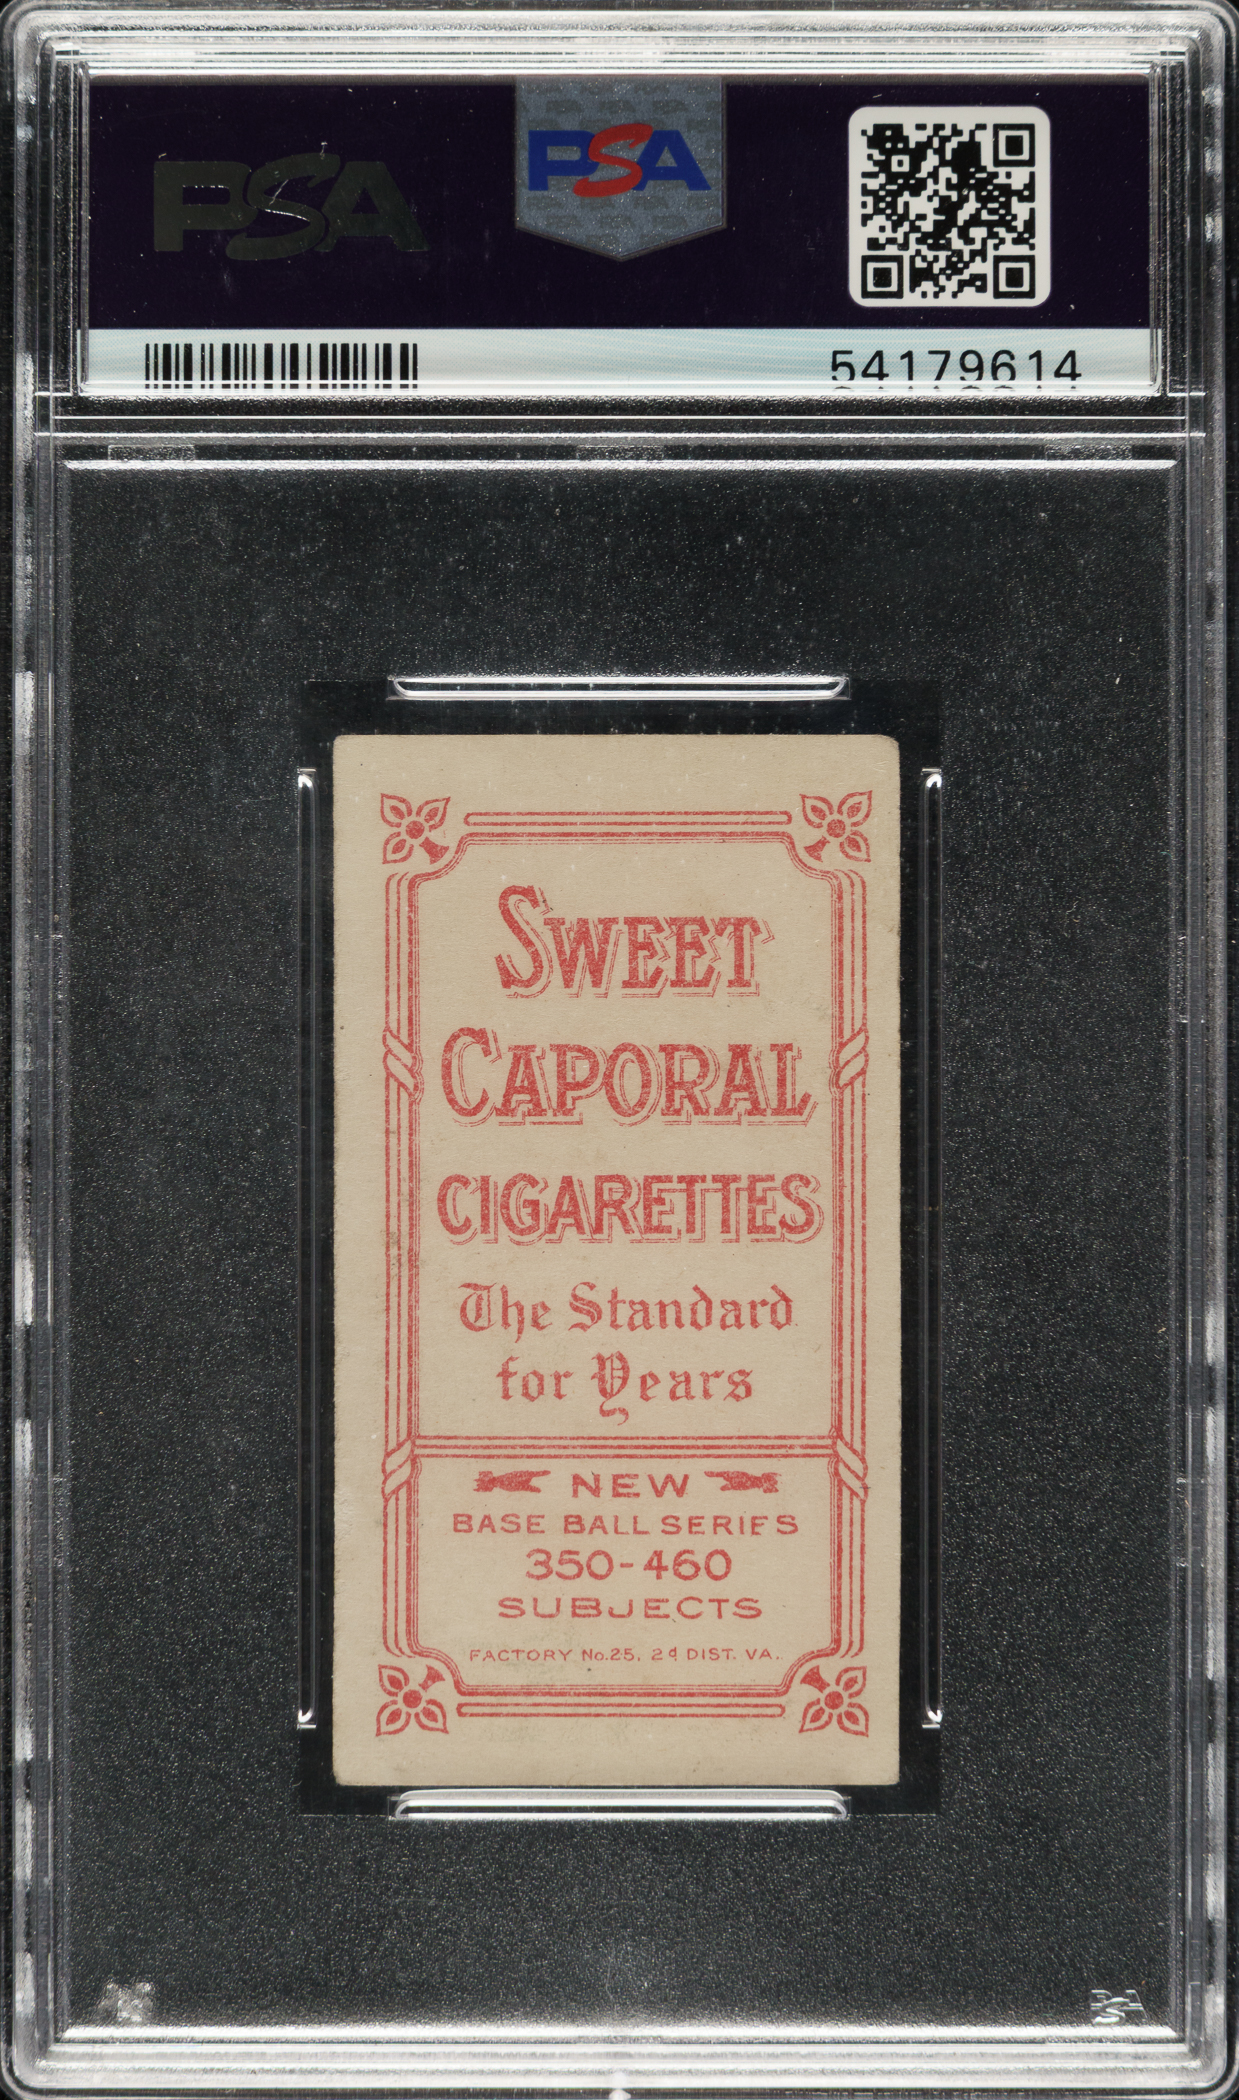 PSA
PSA
54179614
SWEET
CAPORAL
CIGARETTES
The Standard
for Years
NEW
BASE BALL SERIES
350-460
SUBJECTS
FACTORY No. 25, 2d DIST. VA.
PSA